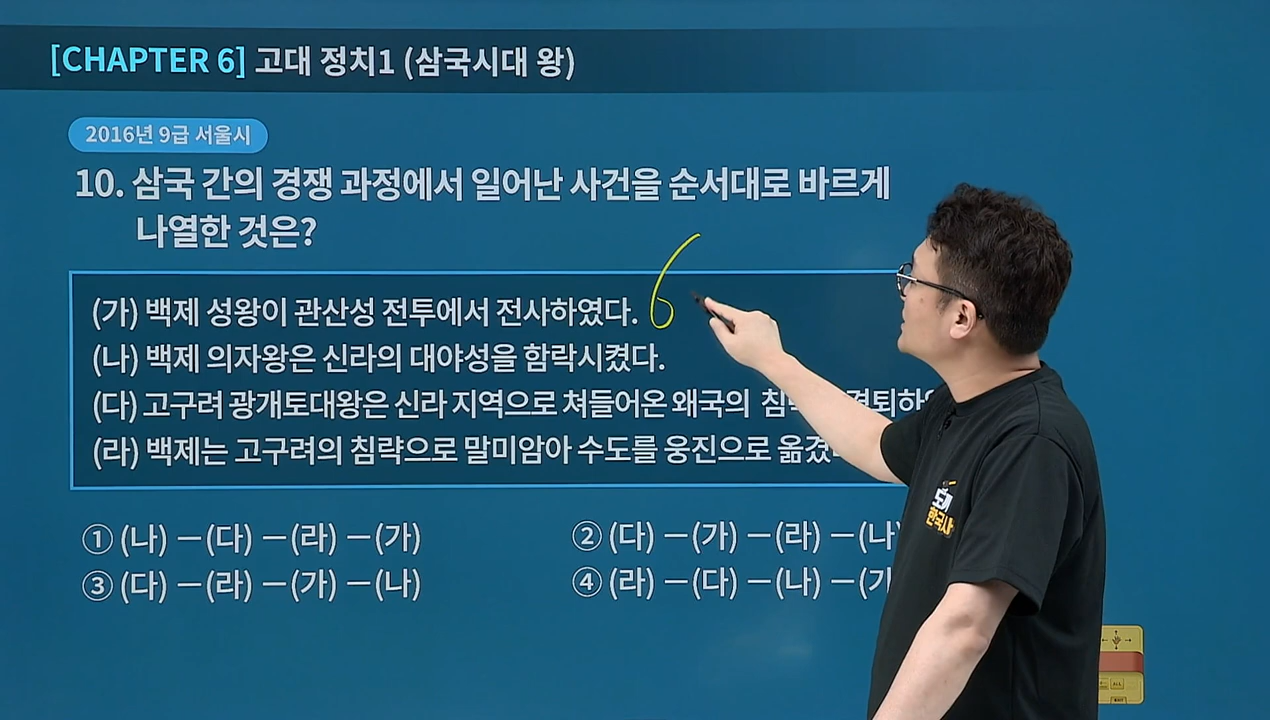 [CHAPTER 6] 고대 정치1 (삼국시대 왕)
2016년 9급 서울시
10. 삼국 간의 경쟁 과정에서 일어난 사건을 순서대로 바르게
나열한 것은?
(가) 백제 성왕이 관산성 전투에서 전사하였다. 6
(나) 백제 의자왕은 신라의 대야성을 함락시켰다.
(다) 고구려 광개토대왕은 신라 지역으로 쳐들어온 왜국의
(라) 백제는 고구려의 침략으로 말미암아 수도를 웅진으로
① (나) – (다) – (라) – (가)
② (다) – (가) – (라) – (나)
③ (다) – (라) – (가) – (나)
④ (라) – (다) – (나) – (가
한국사